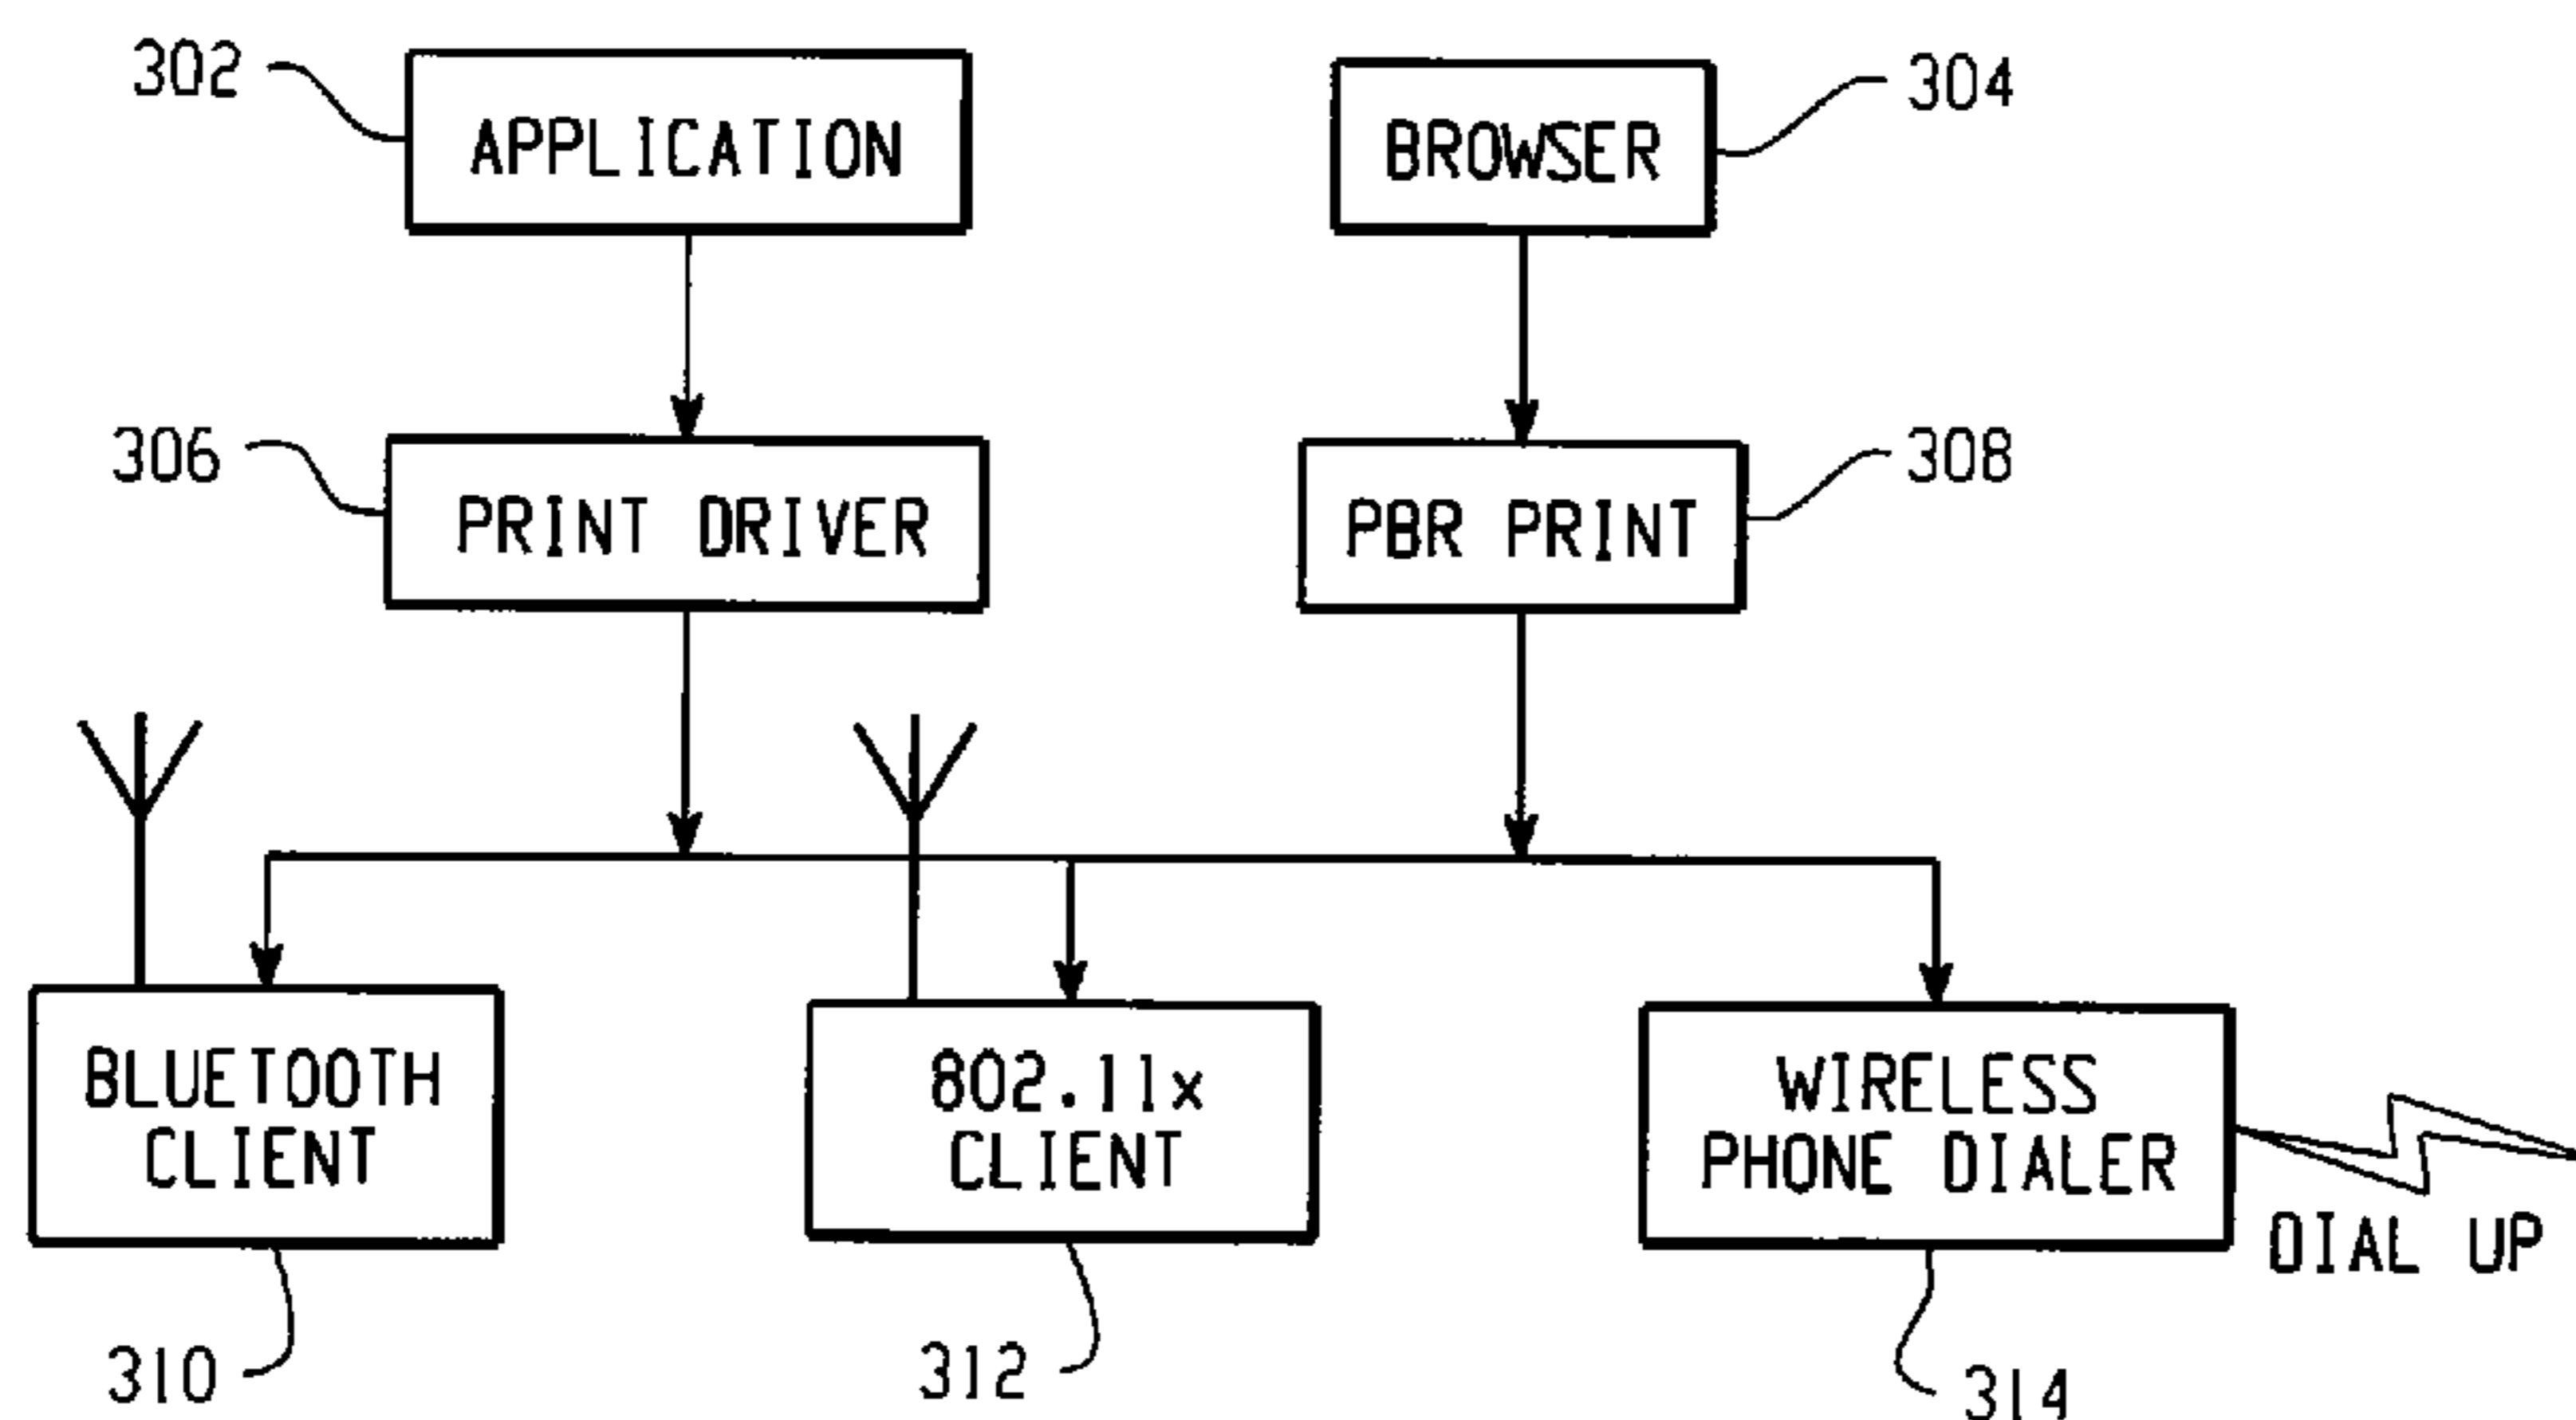 302
APPLICATION
BROWSER
304
306
PRINT DRIVER
PBR PRINT
308
BLUETOOTH
CLIENT
802.11x
CLIENT
WIRELESS
PHONE DIALER
DIAL UP
310
312
314